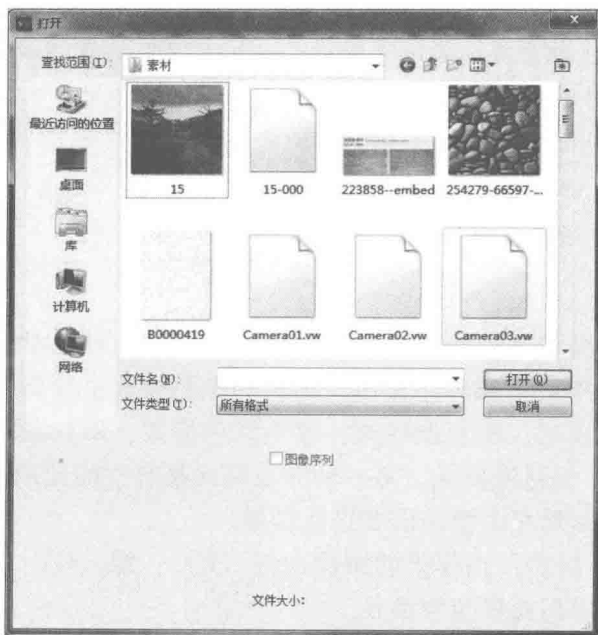 打开
查找范围(I):
素材
最近访问的位置
桌面
库
计算机
网络
15
15-000
223858--embed
254279-66597-...
B0000419
Camera01.vw
Camera02.vw
Camera03.vw
文件名(N):
打开(O)
文件类型(T):
所有格式
取消
图像序列
文件大小: